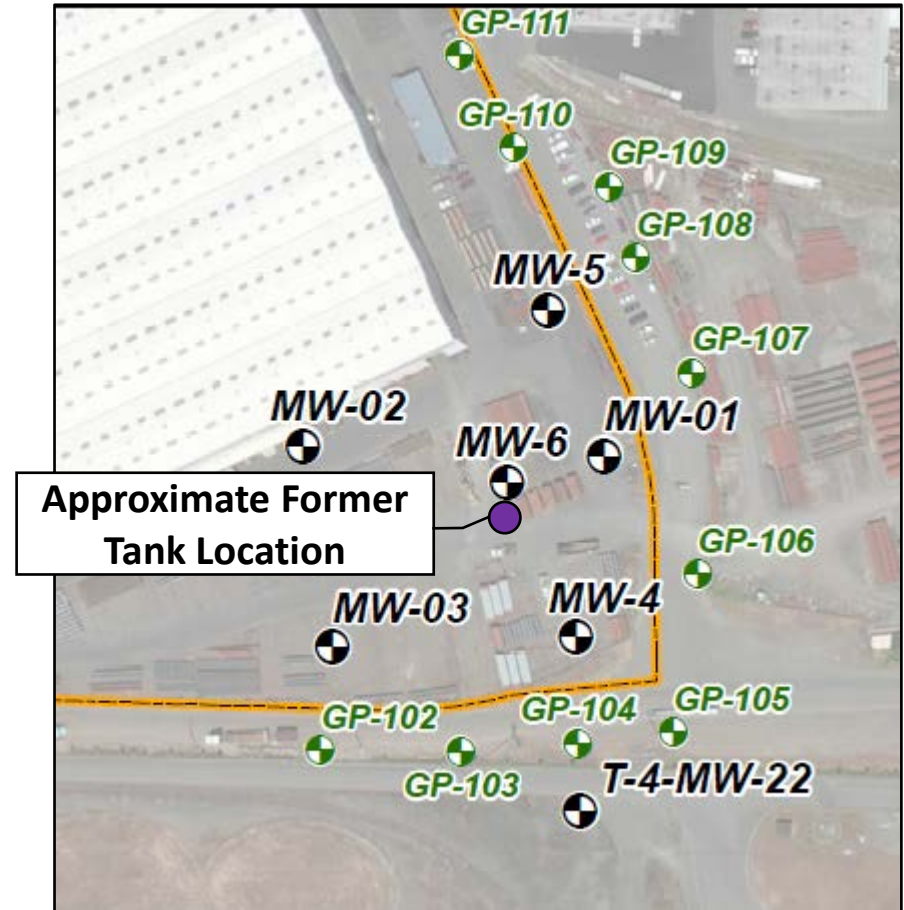 GP-111
GP-110
GP-109
GP-108
MW-5
GP-107
MW-02
MW-01
MW-6
Approximate Former
Tank Location
GP-106
MW-03
MW-4
GP-102
GP-104
GP-105
GP-103
T-4-MW-22